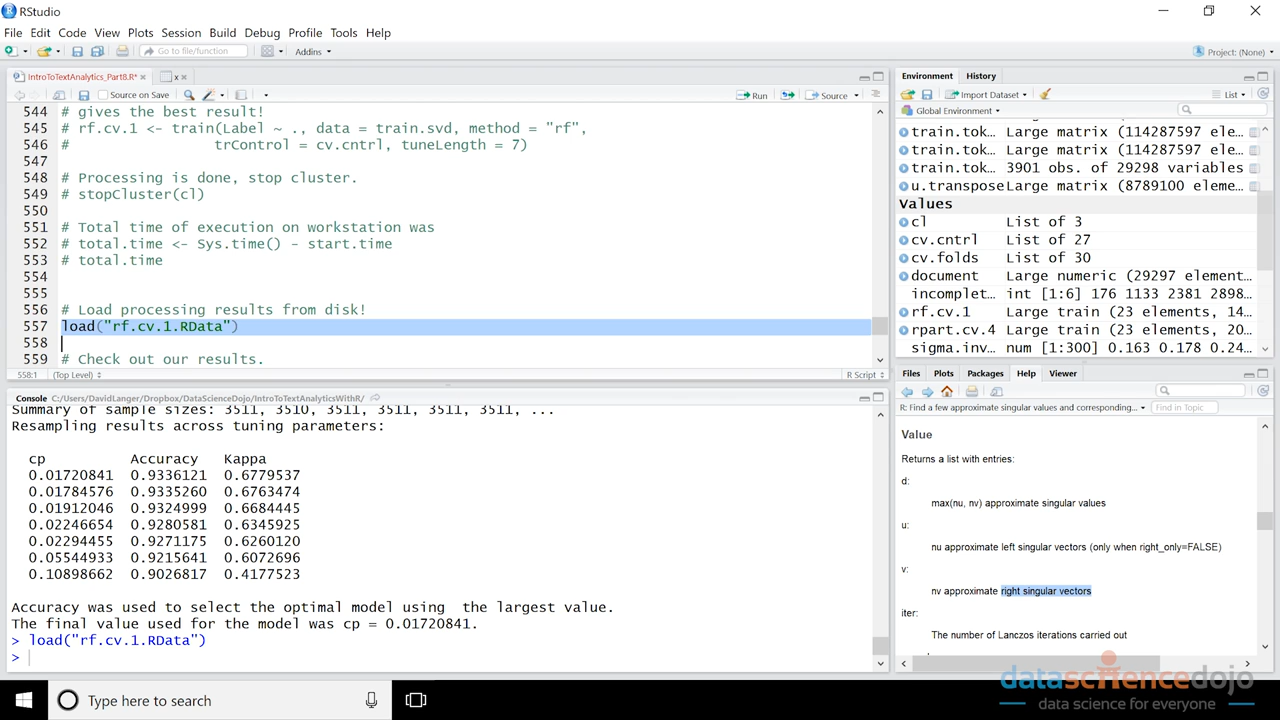 RStudio
File Edit Code View Plots Session Build Debug Profile Tools Help
Go to file/function Addins Project: (None)
IntroToTextAnalytics_Part8.R* x
Source on Save Run Source
544 # gives the best result!
545 # rf.cv.1 <- train(Label ~ ., data = train.svd, method = "rf",
546 # trControl = cv.cntrl, tuneLength = 7)
547
548 # Processing is done, stop cluster.
549 # stopCluster(cl)
550
551 # Total time of execution on workstation was
552 # total.time <- Sys.time() - start.time
553 # total.time
554
555
556 # Load processing results from disk!
557 load("rf.cv.1.RData")
558
559 # Check out our results.
558:1 (Top Level) R Script
Console C:/Users/DavidLanger/Dropbox/DataScienceDojo/IntroToTextAnalyticsWithR/
Summary of sample sizes: 3511, 3510, 3511, 3511, 3511, 3511, ...
Resampling results across tuning parameters:
cp Accuracy Kappa
0.01720841 0.9336121 0.6779537
0.01784576 0.9335260 0.6763474
0.01912046 0.9324999 0.6684445
0.02246654 0.9280581 0.6345925
0.02294455 0.9271175 0.6260120
0.05544933 0.9215641 0.6072696
0.10898662 0.9026817 0.4177523
Accuracy was used to select the optimal model using the largest value.
The final value used for the model was cp = 0.01720841.
> load("rf.cv.1.RData")
>
Environment History
Import Dataset List
Global Environment
train.tok... Large matrix (114287597 ele...
train.tok... Large matrix (114287597 ele...
train.tok... 3901 obs. of 29298 variables
u.transpose Large matrix (8789100 eleme...
Values
cl List of 3
cv.cntrl List of 27
cv.folds List of 30
document Large numeric (29297 element...
incomplet... int [1:6] 176 1133 2381 2898...
rf.cv.1 Large train (23 elements, 14...
rpart.cv.4 Large train (23 elements, 20...
sigma.inv... num [1:300] 0.163 0.178 0.24...
Files Plots Packages Help Viewer
R: Find a few approximate singular values and corresponding... Find in Topic
Value
Returns a list with entries:
d:
max(nu, nv) approximate singular values
u:
nu approximate left singular vectors (only when right_only=FALSE)
v:
nv approximate right singular vectors
iter:
The number of Lanczos iterations carried out
datasciencedojo
data science for everyone
Type here to search